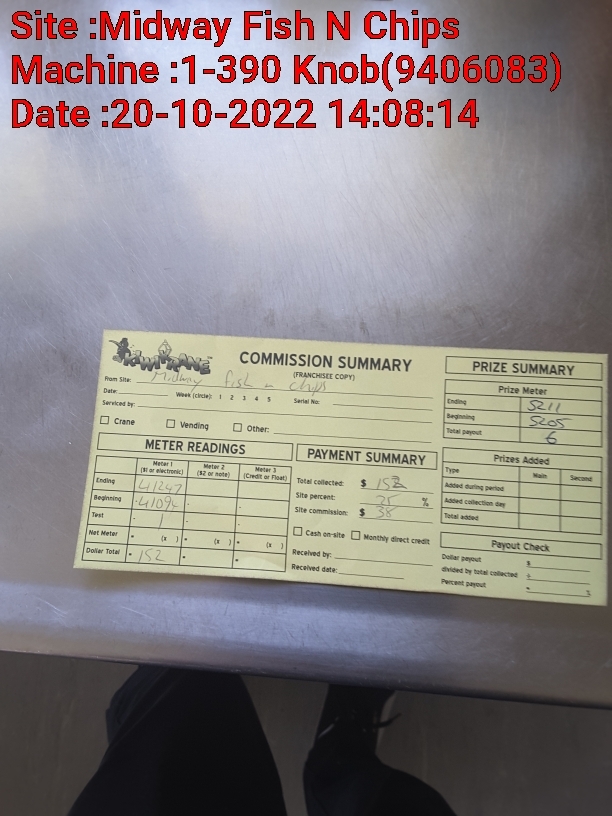 Site :Midway Fish N Chips
Machine :1-390 Knob(9406083)
Date :20-10-2022 14:08:14
KIWIKRANE
COMMISSION SUMMARY
(FRANCHISEE COPY)
From Site: Midway fish n chips
Date: Week (circle): 1 2 3 4 5 Serial No:
Serviced by:
Crane Vending Other:
METER READINGS
Meter 1 Meter 2 Meter 3
($1 or electronic) ($2 or note) (Credit or Float)
Ending 41247
Beginning
Test 1
Net Meter (x ) (x ) (x )
Dollar Total 152
PAYMENT SUMMARY
Total collected: $ 152
Site percent: 25 %
Site commission: $ 38
Cash on-site Monthly direct credit
Received by:
Received date:
PRIZE SUMMARY
Prize Meter
Ending 5211
Beginning 5205
Total payout 6
Prizes Added
Type Main Second
Added during period
Added collection day
Total added
Payout Check
Dollar payout $
divided by total collected ÷
Percent payout =